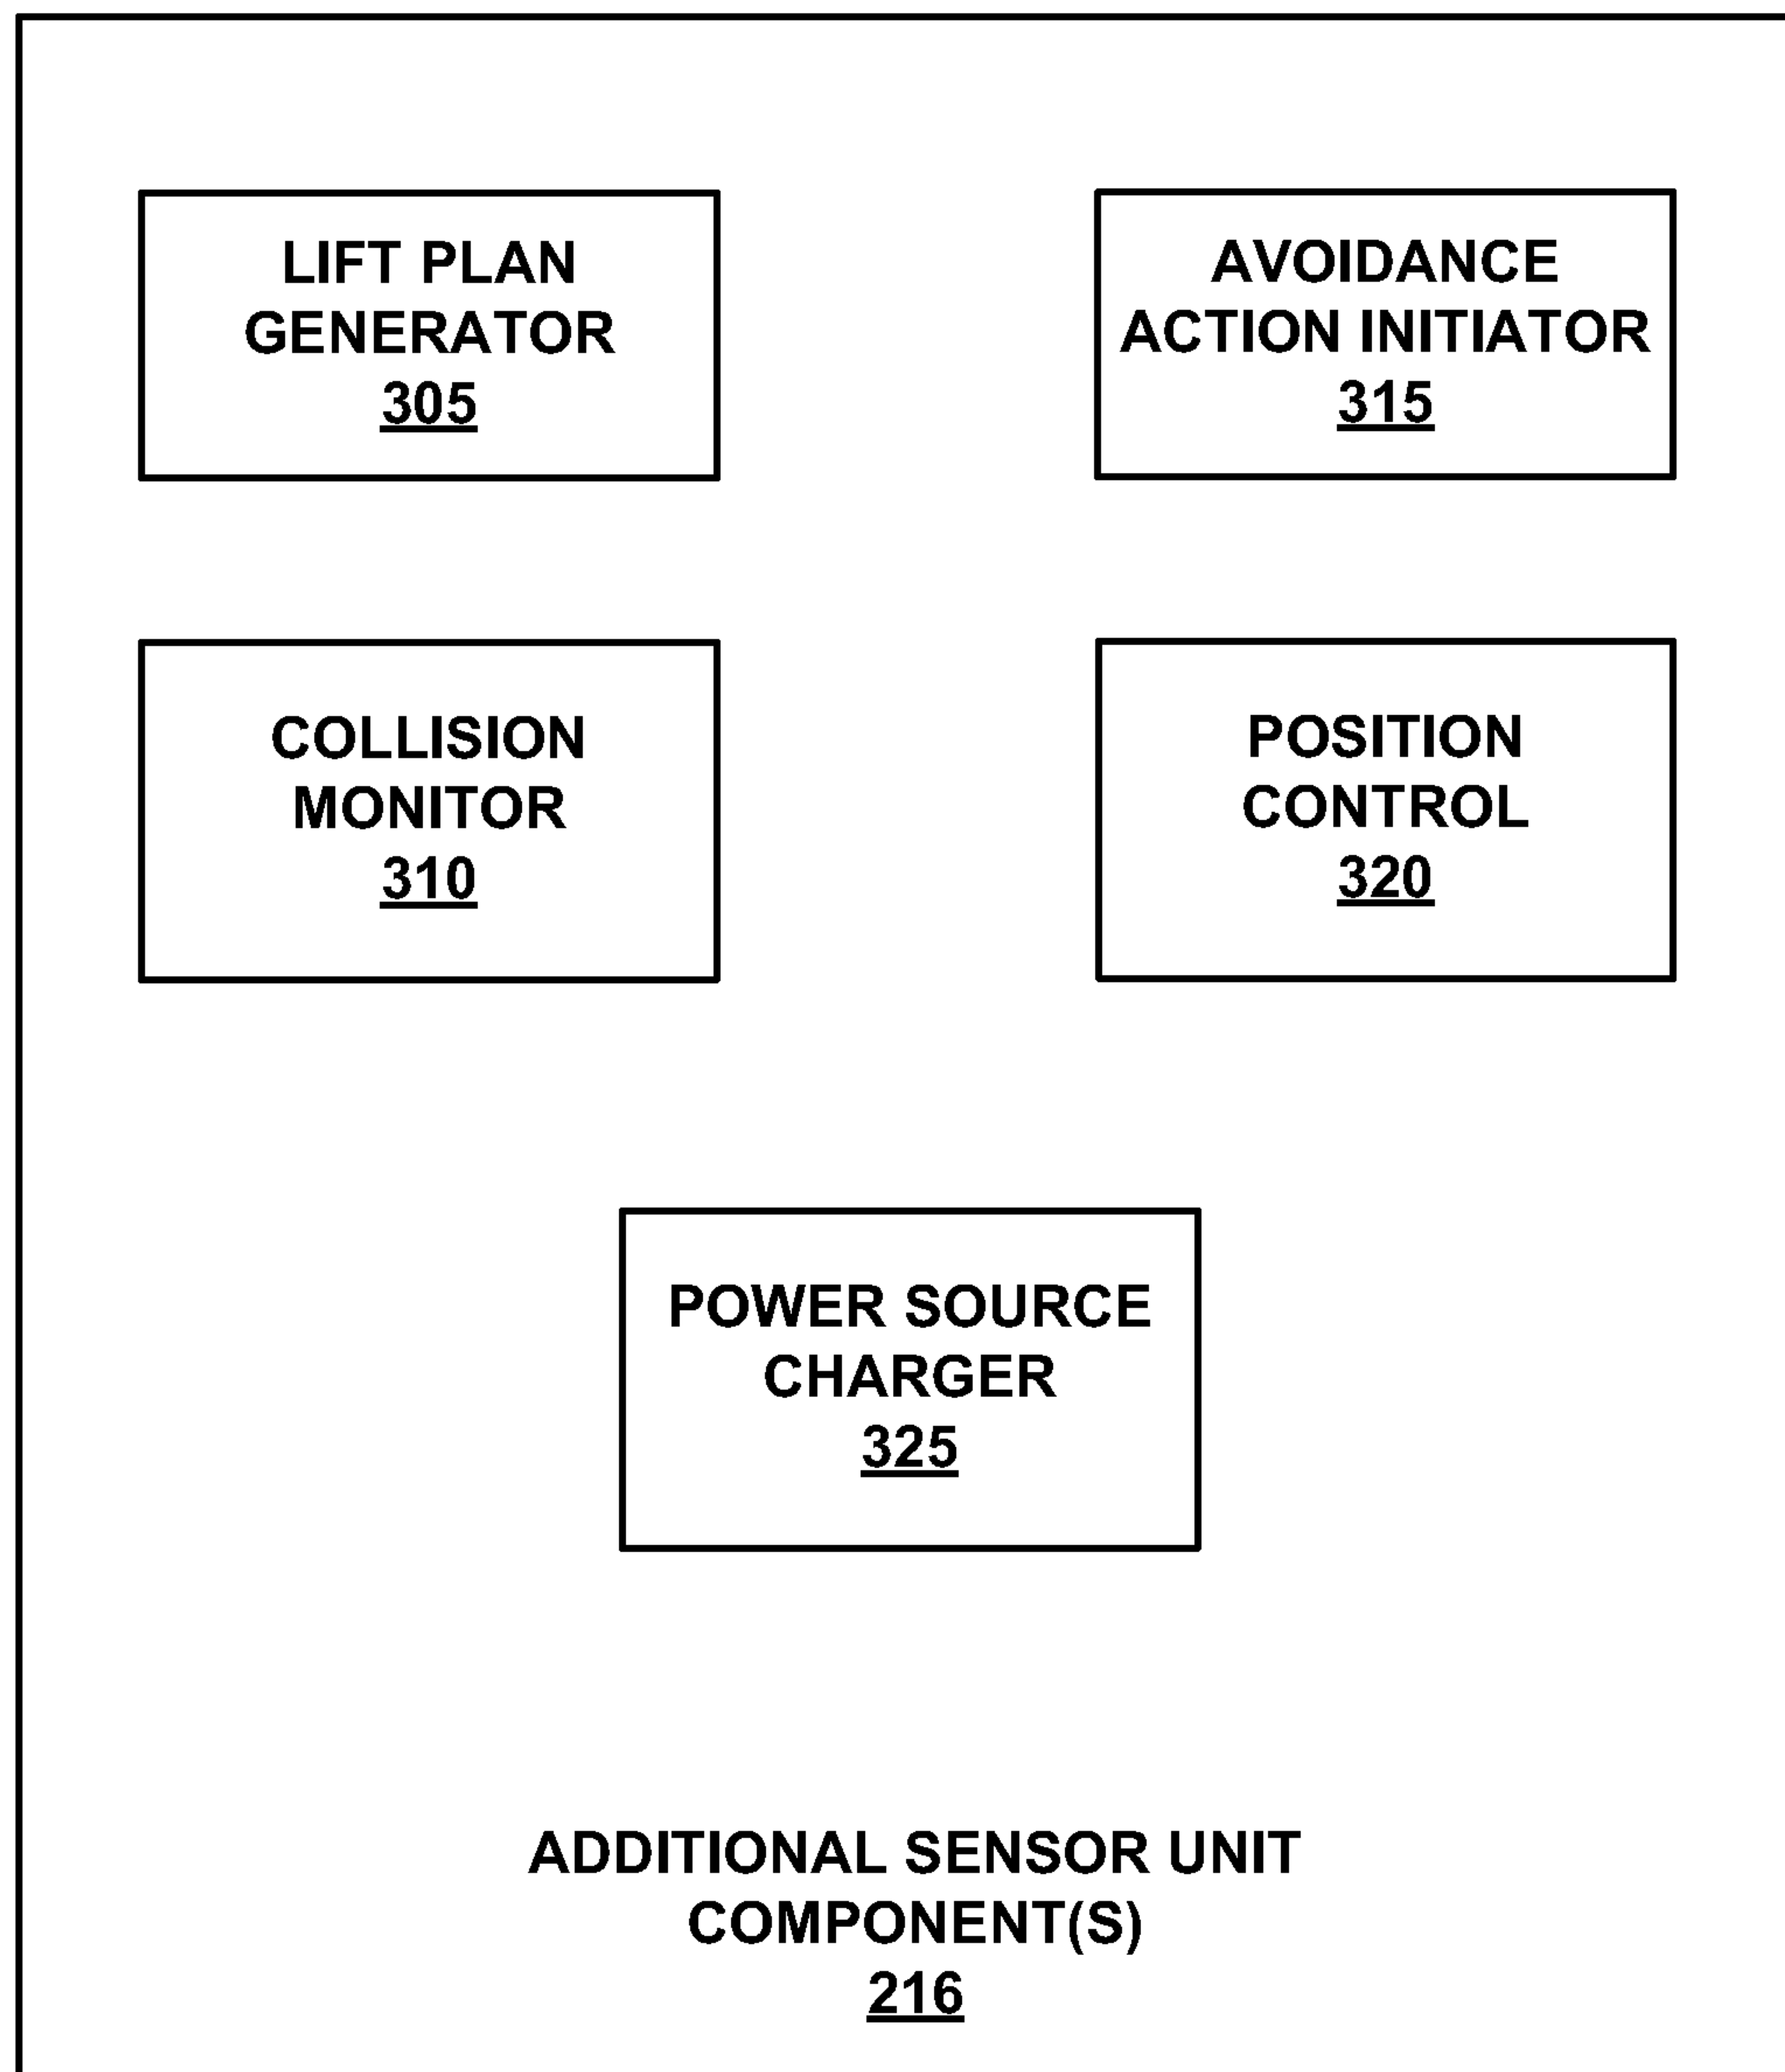 LIFT PLAN
GENERATOR
305
AVOIDANCE
ACTION INITIATOR
315
COLLISION
MONITOR
310
POSITION
CONTROL
320
POWER SOURCE
CHARGER
325
ADDITIONAL SENSOR UNIT
COMPONENT(S)
216